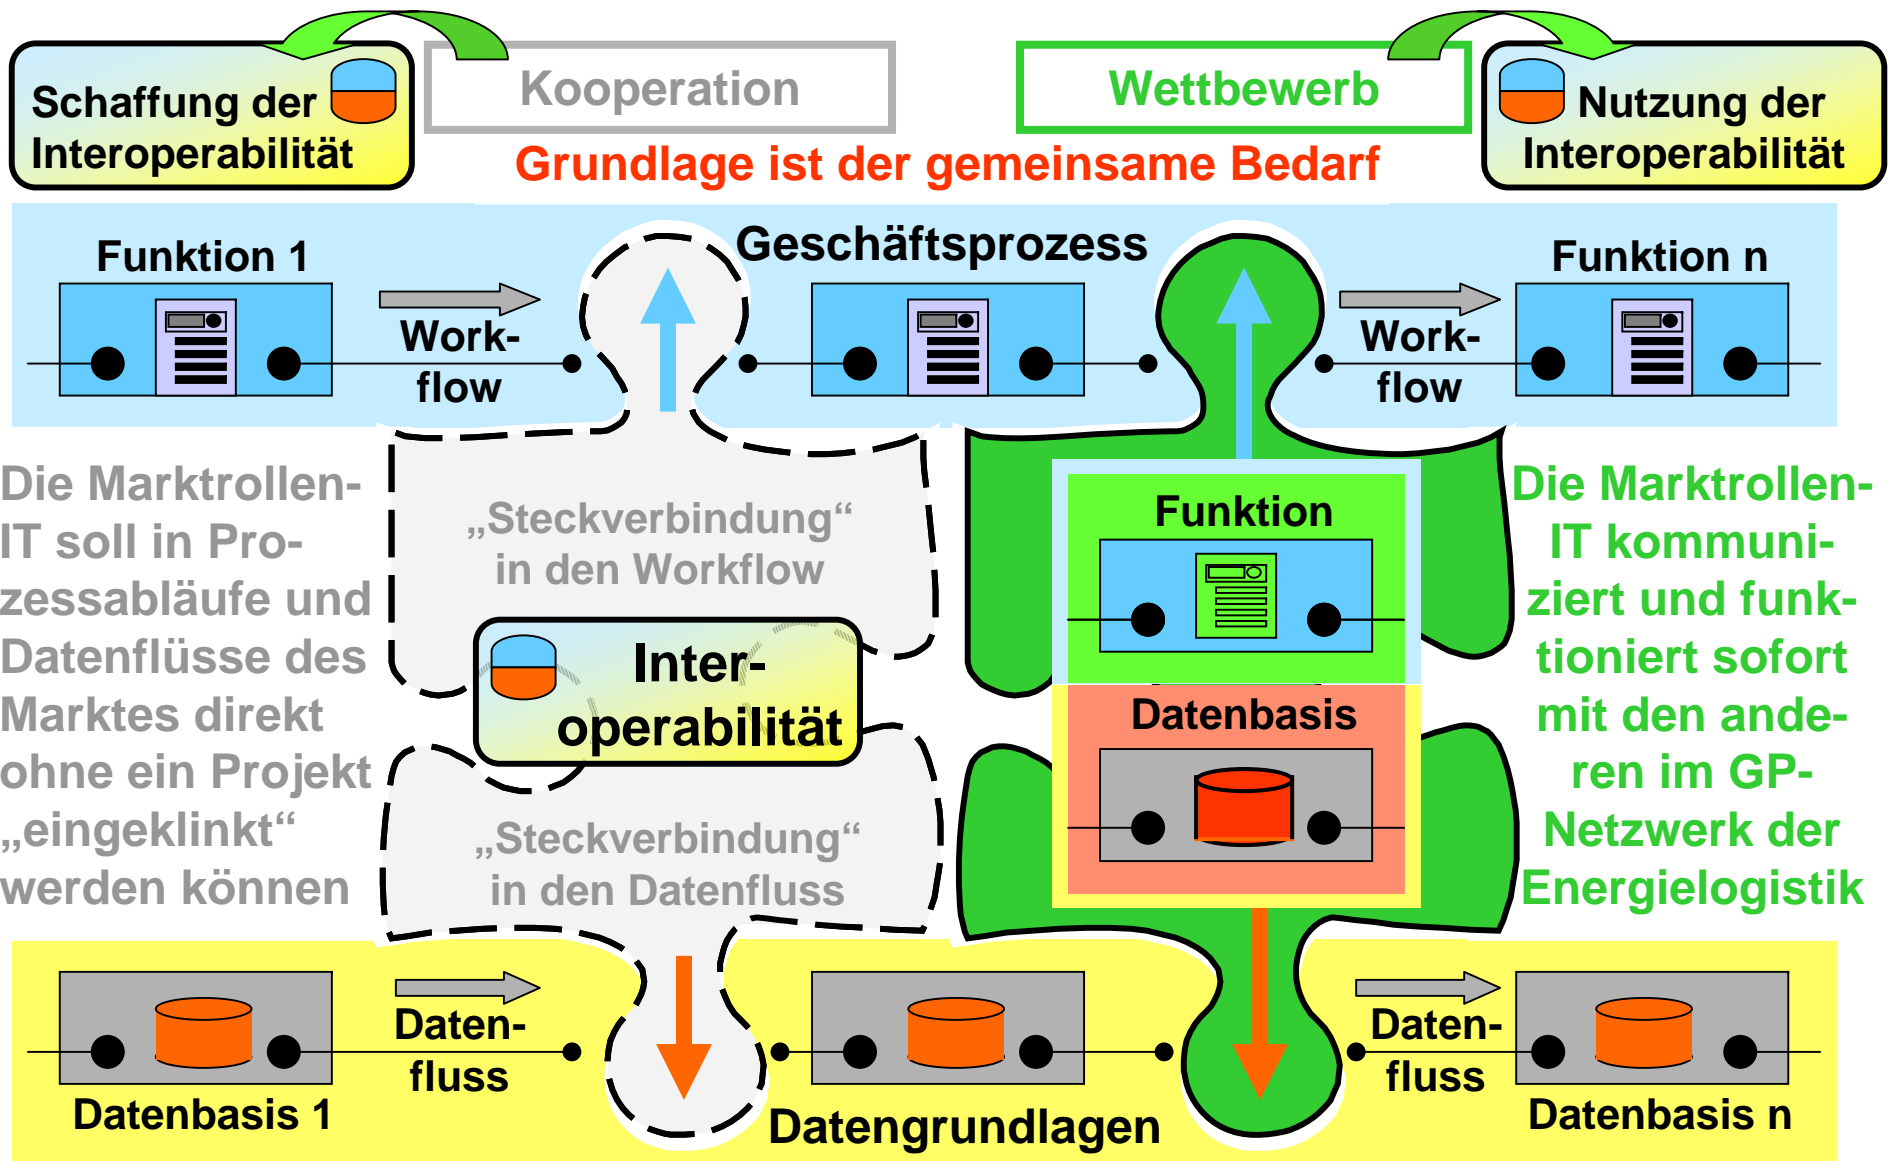 Schaffung der
Interoperabilität
Kooperation
Wettbewerb
Nutzung der
Interoperabilität
Grundlage ist der gemeinsame Bedarf
Funktion 1
Work-
flow
Geschäftsprozess
Work-
flow
Funktion n
Die Marktrollen-
IT soll in Pro-
zessabläufe und
Datenflüsse des
Marktes direkt
ohne ein Projekt
„eingeklinkt“
werden können
„Steckverbindung“
in den Workflow
Inter-
operabilität
„Steckverbindung“
in den Datenfluss
Funktion
Datenbasis
Die Marktrollen-
IT kommuni-
ziert und funk-
tioniert sofort
mit den ande-
ren im GP-
Netzwerk der
Energielogistik
Daten-
fluss
Datenbasis 1
Datengrundlagen
Daten-
fluss
Datenbasis n